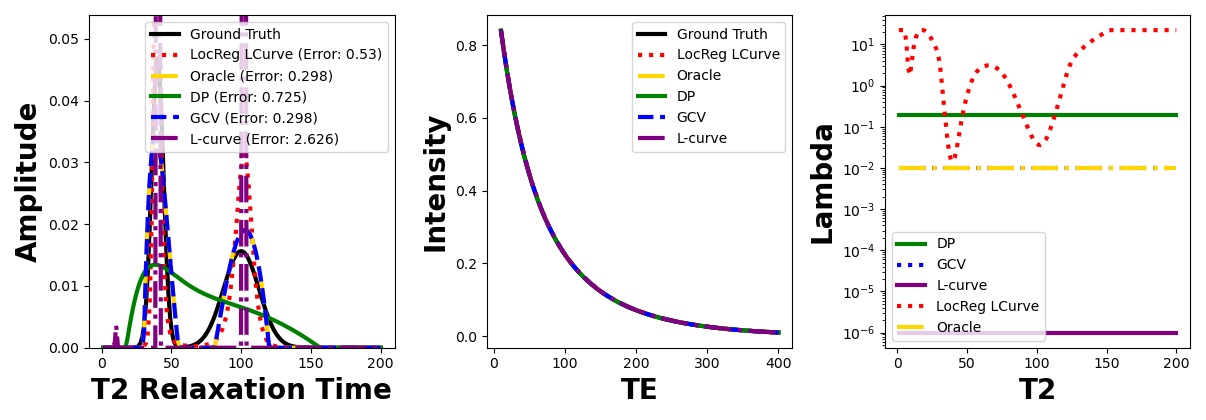 Amplitude
0.05
0.04
0.03
0.02
0.01
0.00
0
50
100
150
200
T2 Relaxation Time
Ground Truth
LocReg LCurve (Error: 0.53)
Oracle (Error: 0.298)
DP (Error: 0.725)
GCV (Error: 0.298)
L-curve (Error: 2.626)
Intensity
0.8
0.6
0.4
0.2
0.0
0
100
200
300
400
TE
Ground Truth
LocReg LCurve
Oracle
DP
GCV
L-curve
Lambda
10¹
10⁰
10⁻¹
10⁻²
10⁻³
10⁻⁴
10⁻⁵
10⁻⁶
0
50
100
150
200
T2
DP
GCV
L-curve
LocReg LCurve
Oracle